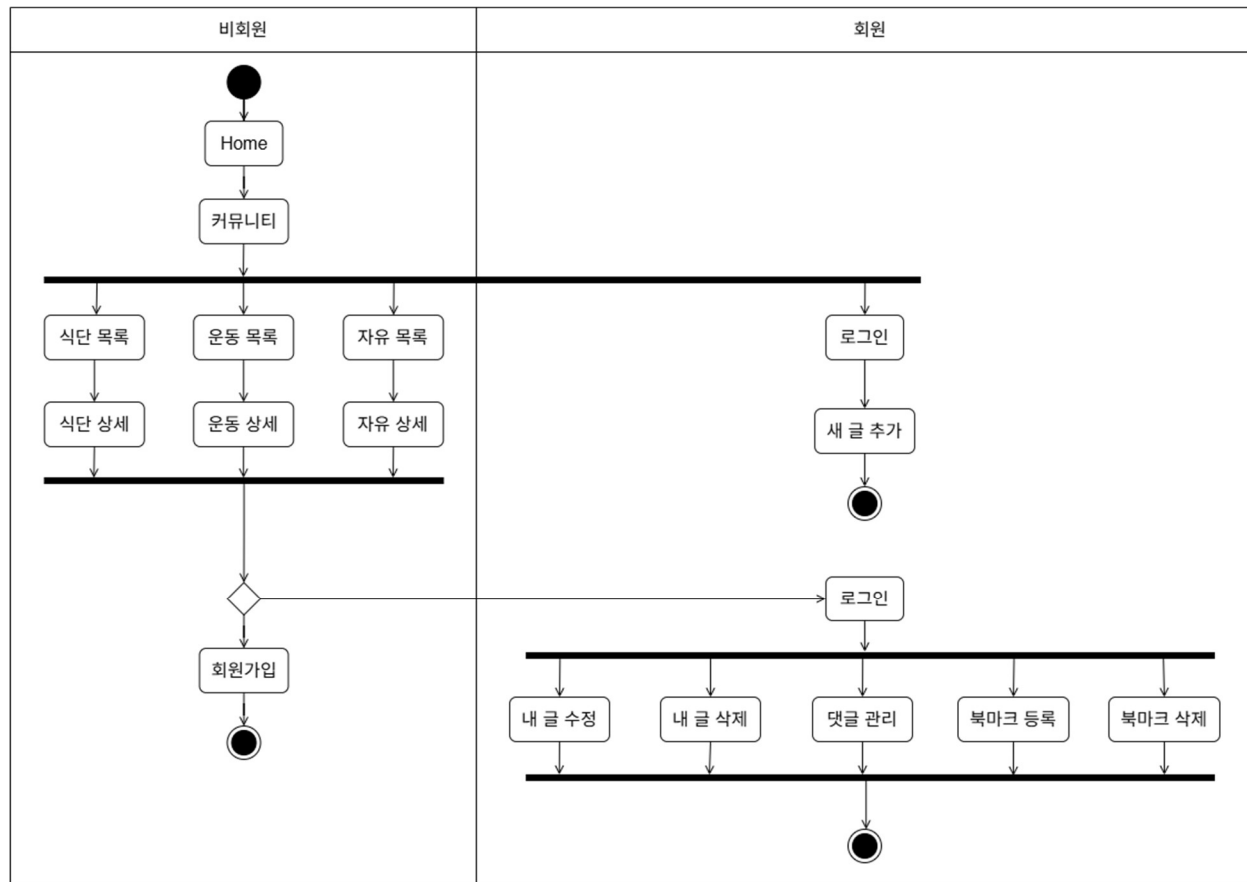 비회원
회원
Home
커뮤니티
식단 목록
운동 목록
자유 목록
로그인
식단 상세
운동 상세
자유 상세
새 글 추가
로그인
회원가입
내 글 수정
내 글 삭제
댓글 관리
북마크 등록
북마크 삭제